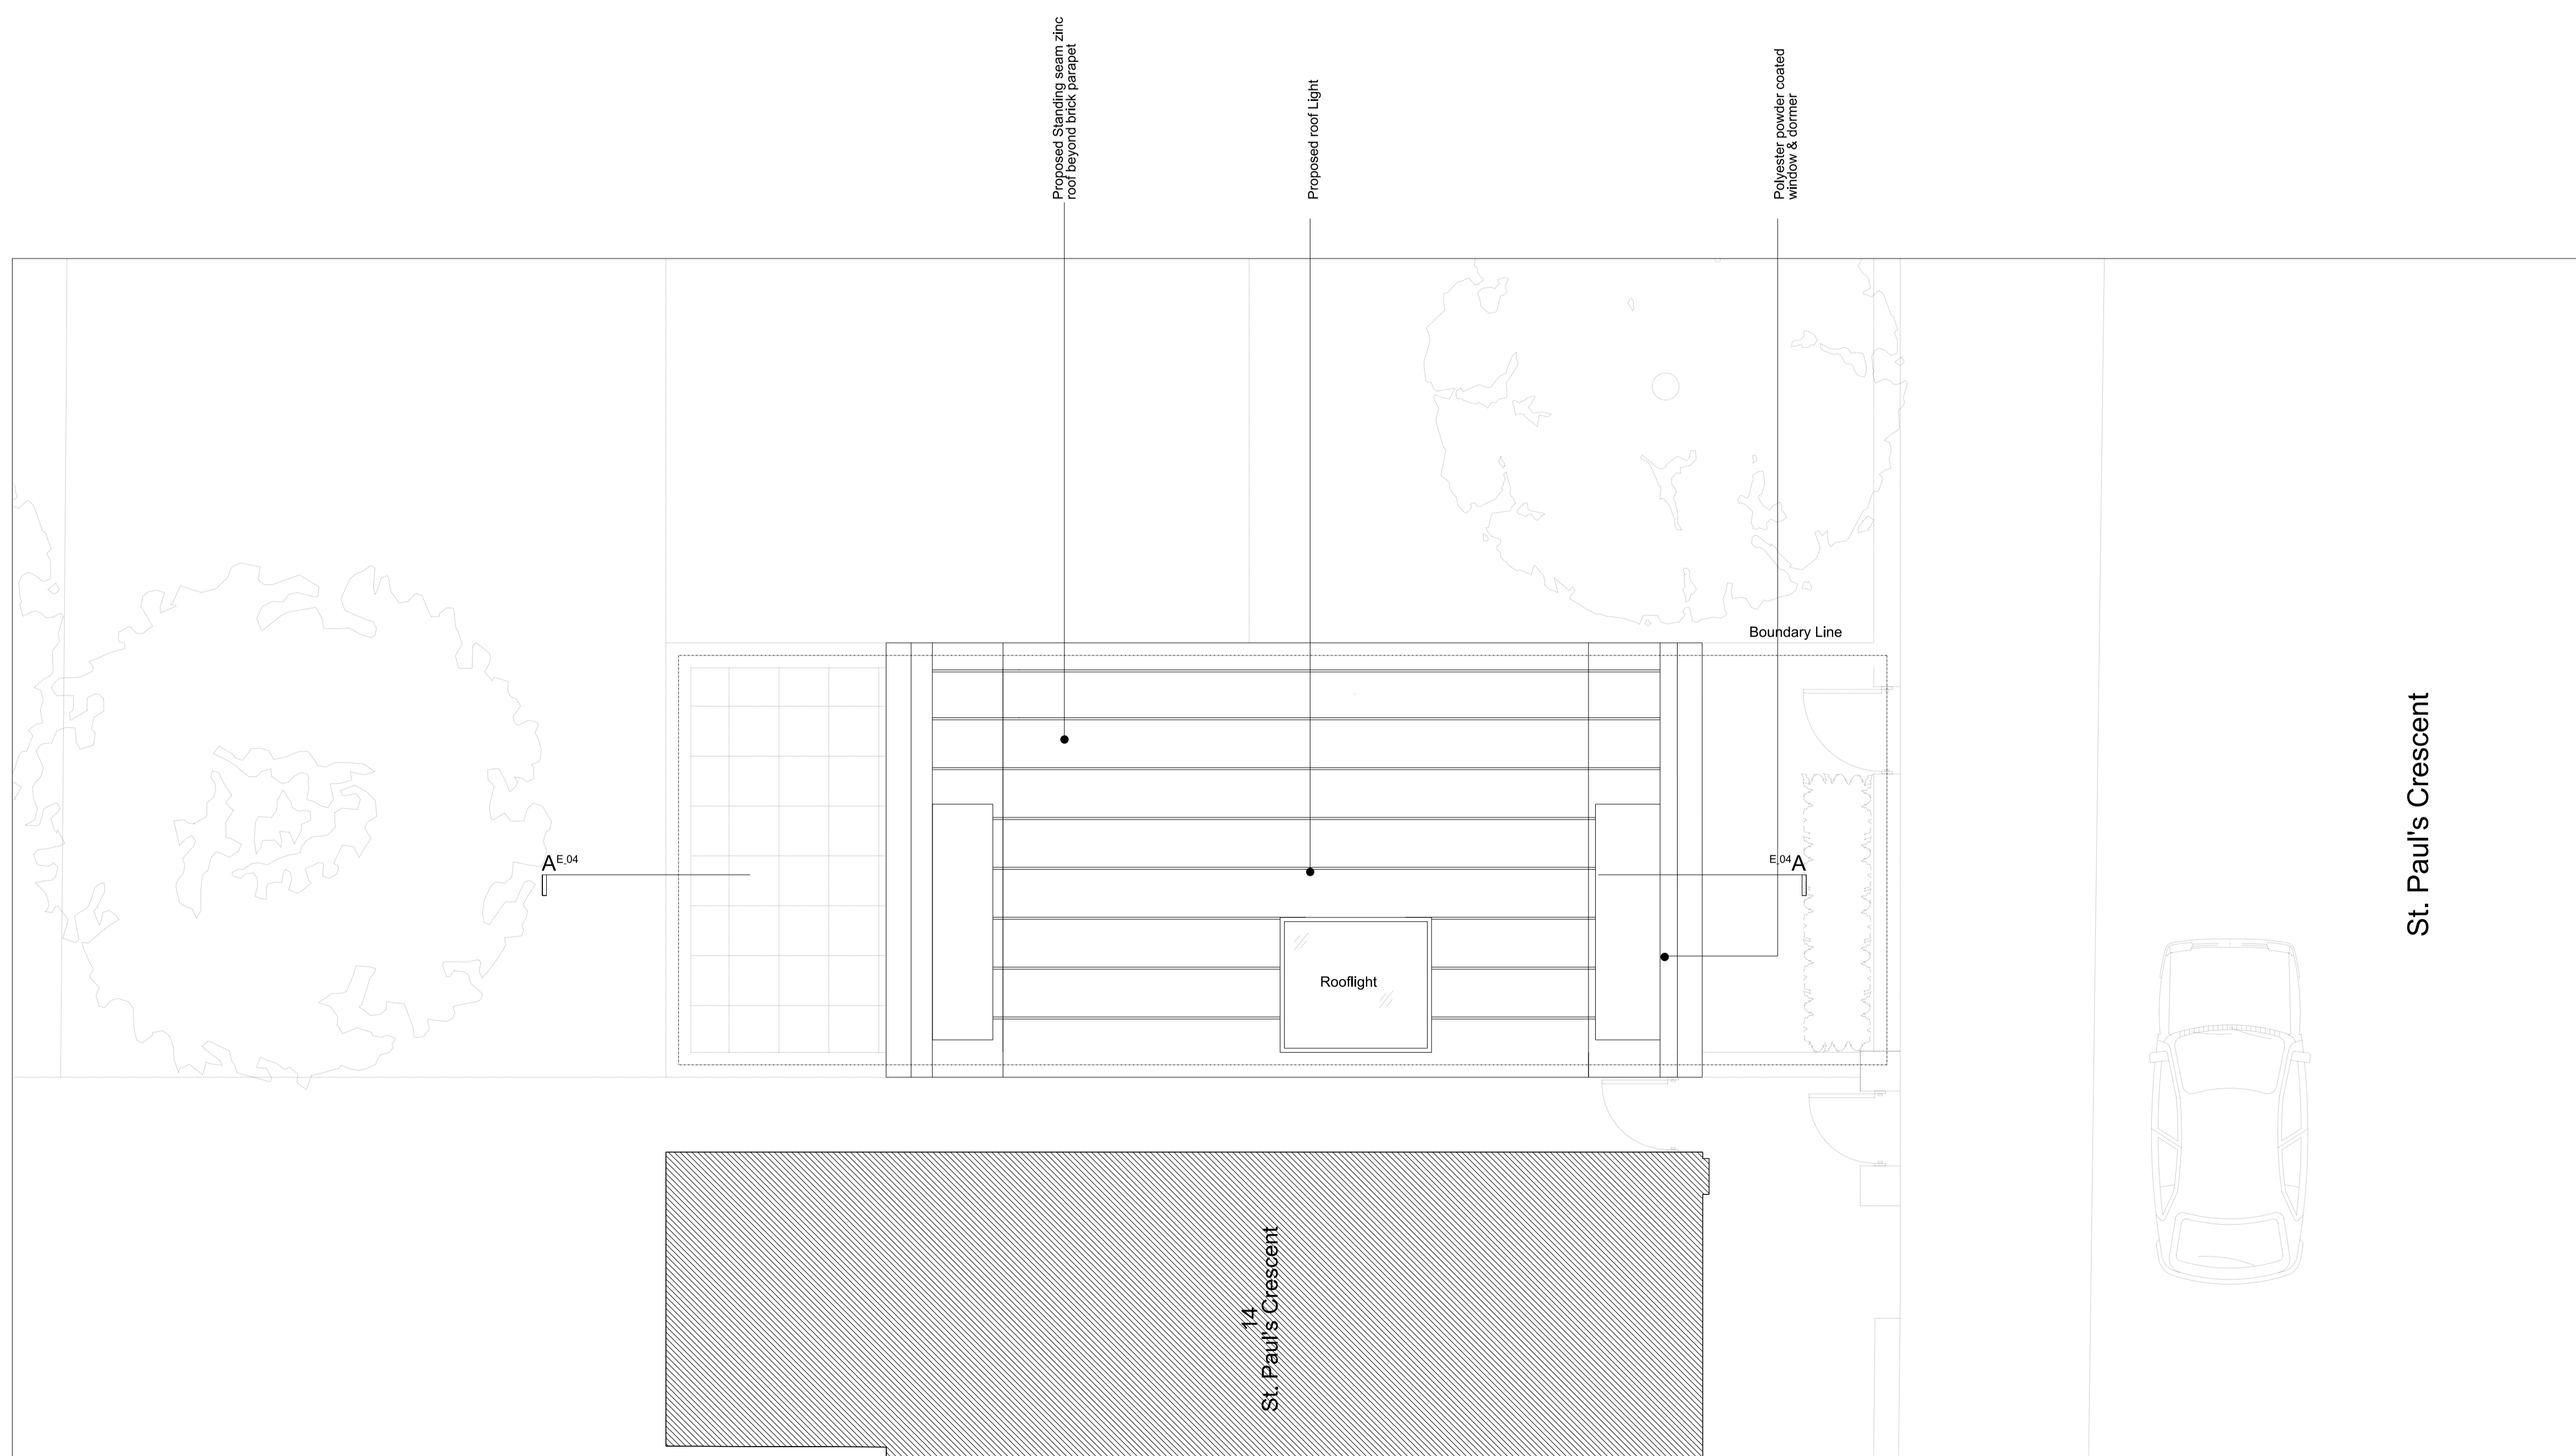 Proposed Standing seam zinc
roof beyond brick parapet
Proposed roof Light
Polyester powder coated
window & dormer
Boundary Line
A E_04
E_04 A
Rooflight
St. Paul's Crescent
14
St. Paul's Crescent